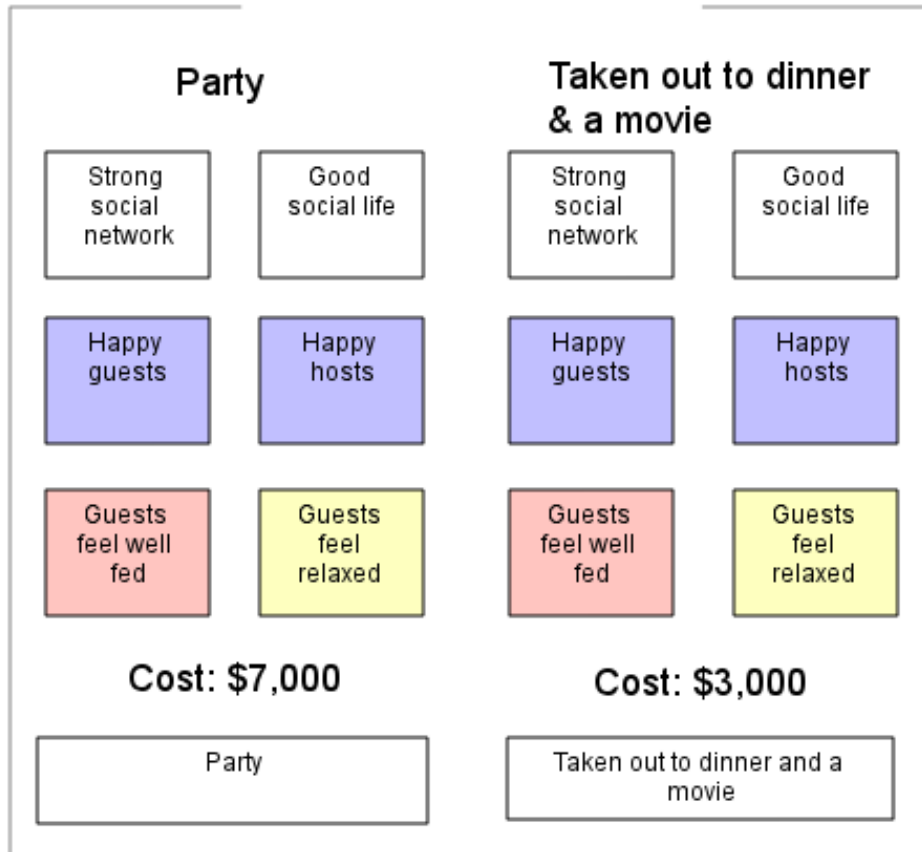 Party
Taken out to dinner
& a movie
Strong
social
network
Good
social life
Strong
social
network
Good
social life
Happy
guests
Happy
hosts
Happy
guests
Happy
hosts
Guests
feel well
fed
Guests
feel
relaxed
Guests
feel well
fed
Guests
feel
relaxed
Cost: $7,000
Cost: $3,000
Party
Taken out to dinner and a
movie